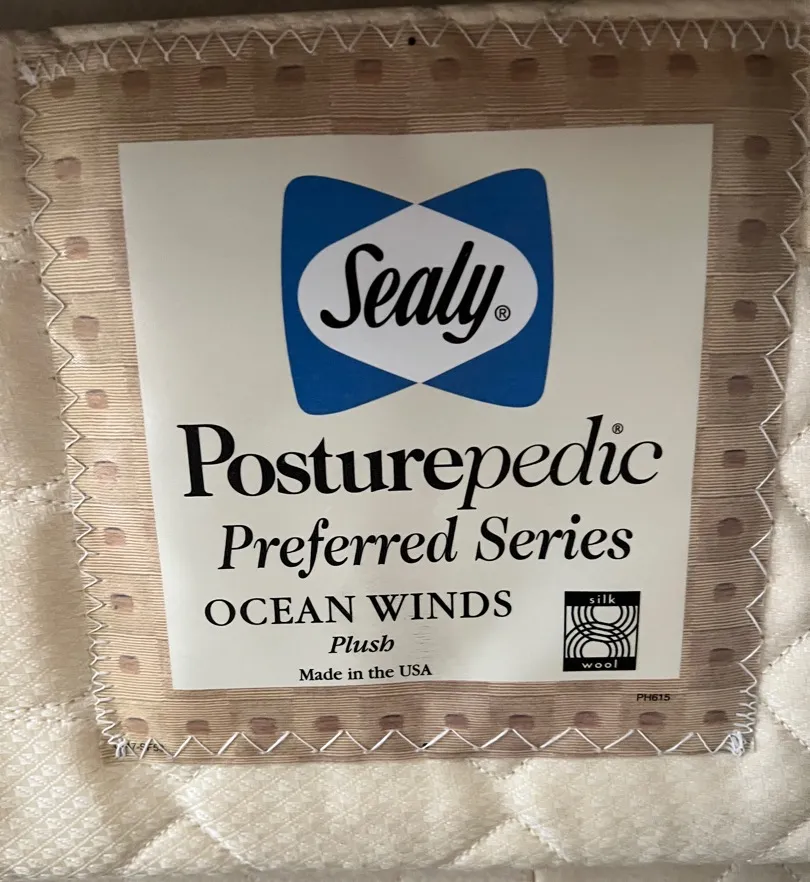 Sealy®
Posturepedic®
Preferred Series
OCEAN WINDS
Plush
Made in the USA
silk
wool
PH615